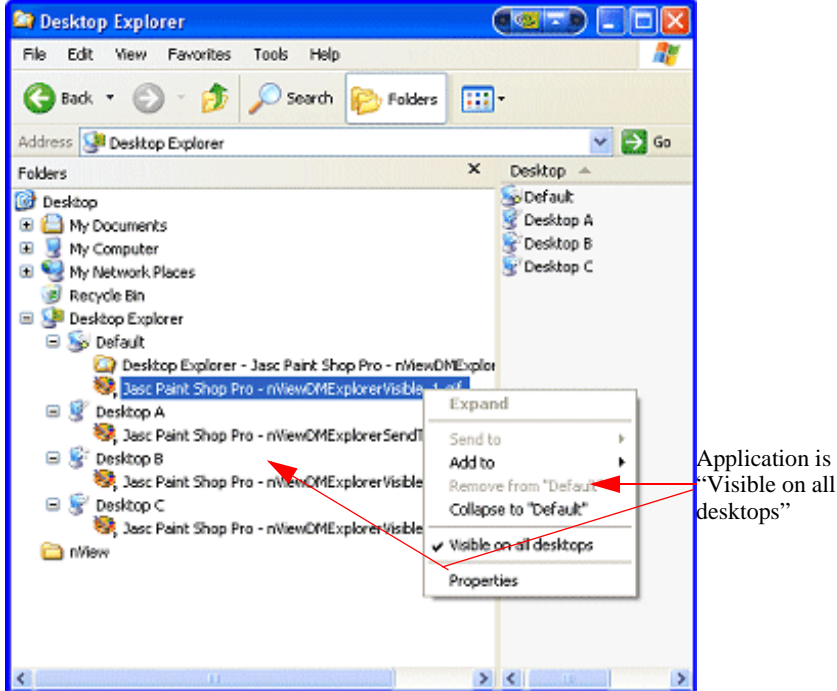 Desktop Explorer
File Edit View Favorites Tools Help
Back Search Folders
Address Desktop Explorer Go
Folders x Desktop
Desktop
My Documents
My Computer
My Network Places
Recycle Bin
Desktop Explorer
Default
Desktop Explorer - Jasc Paint Shop Pro - nViewDMExplor
Jasc Paint Shop Pro - nViewDMExplorerVisible
Desktop A
Jasc Paint Shop Pro - nViewDMExplorerSendT
Desktop B
Jasc Paint Shop Pro - nViewDMExplorerVisible
Desktop C
Jasc Paint Shop Pro - nViewDMExplorerVisible
nView
Default
Desktop A
Desktop B
Desktop C
Expand
Send to
Add to
Remove from "Default"
Collapse to "Default"
Visible on all desktops
Properties
Application is
“Visible on all
desktops”